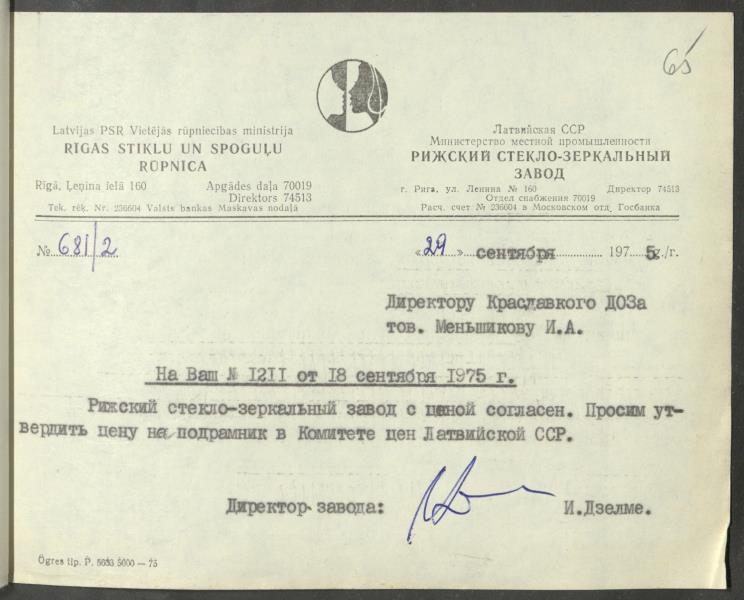 65
Latvijas PSR Vietējās rūpniecības ministrija
RĪGAS STIKLU UN SPOGUĻU
RŪPNĪCA
Rīgā, Ļeņina ielā 160 Apgādes daļa 70019
Direktors 74513
Tek. rēķ. Nr. 236604 Valsts bankas Maskavas nodaļā
Латвийская ССР
Министерство местной промышленности
РИЖСКИЙ СТЕКЛО-ЗЕРКАЛЬНЫЙ
ЗАВОД
г. Рига, ул. Ленина № 160 Директор 74513
Отдел снабжения 70019
Расч. счет № 236604 в Московском отд. Госбанка
№ 681/2
«29» сентября 1975 g./г.
Директору Краславкого ДОЗа
тов. Меньшикову И.А.
На Ваш № 1211 от 18 сентября 1975 г.
Рижский стекло-зеркальный завод с ценой согласен. Просим ут-
вердить цену на подрамник в Комитете цен Латвийской ССР.
Директор завода:
И.Дзелме.
Ogres tip. P. 5633 5000 — 75